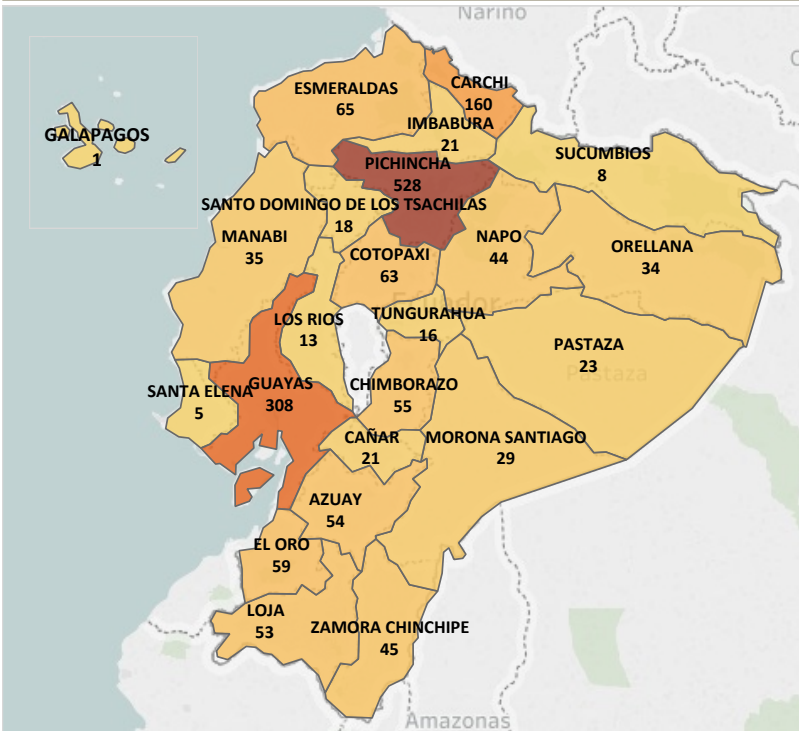 Nariño
ESMERALDAS
65
CARCHI
160
GALAPAGOS
1
IMBABURA
21
SUCUMBIOS
8
PICHINCHA
528
SANTO DOMINGO DE LOS TSACHILAS
18
MANABI
35
NAPO
44
ORELLANA
34
COTOPAXI
63
Ecuador
LOS RIOS
13
TUNGURAHUA
16
PASTAZA
23
Pastaza
SANTA ELENA
5
GUAYAS
308
CHIMBORAZO
55
CAÑAR
21
MORONA SANTIAGO
29
AZUAY
54
EL ORO
59
LOJA
53
ZAMORA CHINCHIPE
45
Amazonas